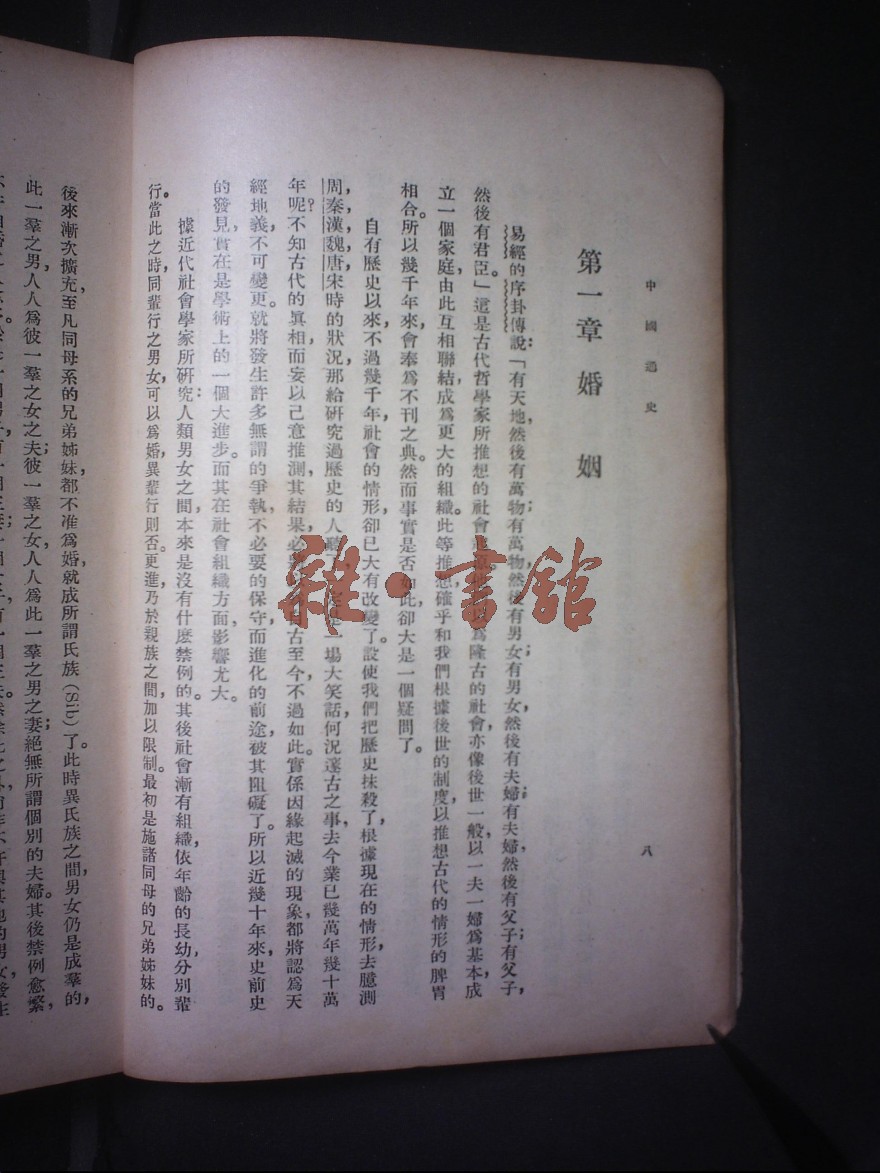 中國通史
八
第一章 婚姻
易經的序卦傳說：「有天地，然後有萬物；有萬物，然後有男女；有男女，然後有夫婦；有夫婦，然後有父子；有父子，
然後有君臣。」這是古代哲學家所推想的社會
為隆古的社會，亦像後世一般，以一夫一婦爲基本，成
立一個家庭，由此互相聯結，成爲更大的組織。此等推想，確乎和我們根據後世的制度，以推想古代的情形的脾胃
相合。所以幾千年來，會奉爲不刊之典。然而事實是否如此，卻大是一個疑問了。
自有歷史以來，不過幾千年，社會的情形，卻已大有改變了。設使我們把歷史抹殺了，根據現在的情形，去臆測
周、秦、漢、魏、唐、宋時的狀況，那給研究過歷史的人聽了，
一場大笑話，何況邃古之事，去今業已幾萬年幾十萬
年呢？不知古代的眞相，而妄以己意推測，其結果，必
自古至今，不過如此，實係因緣起滅的現象，都將認爲天
經地義，不可變更。就將發生許多無謂的爭執，不必要的保守，而進化的前途，被其阻礙了。所以近幾十年來，史前史
的發見，實在是學術上的一個大進步。而其在社會組織方面，影響尤大。
據近代社會學家所研究：人類男女之間，本來是沒有什麽禁例的。其後社會漸有組織，依年齡的長幼，分別輩
行。當此之時，同輩行之男女，可以爲婚，異輩行則否。更進，乃於親族之間，加以限制。最初是施諸同母的兄弟姊妹的。
後來漸次擴充至凡同母系的兄弟姊妹，都不准爲婚，就成所謂氏族(Sib)了。此時異氏族之間，男女仍是成羣的，
此一羣之男，人人爲彼一羣之女之夫；彼一羣之女，人人爲此一羣之男之妻；絕無所謂個別的夫婦。其後禁例愈繁，
雜·書館